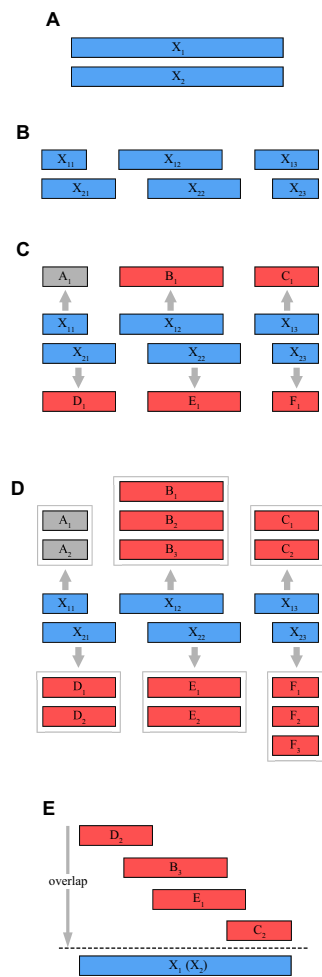 A
X₁
X₂
B
X₁₁ X₁₂ X₁₃
X₂₁ X₂₂ X₂₃
C
A₁ B₁ C₁
X₁₁ X₁₂ X₁₃
X₂₁ X₂₂ X₂₃
D₁ E₁ F₁
D
B₁
A₁ B₂ C₁
A₂ B₃ C₂
X₁₁ X₁₂ X₁₃
X₂₁ X₂₂ X₂₃
D₁ E₁ F₁
D₂ E₂ F₂
F₃
E
D₂
B₃
overlap
E₁
C₂
X₁ (X₂)